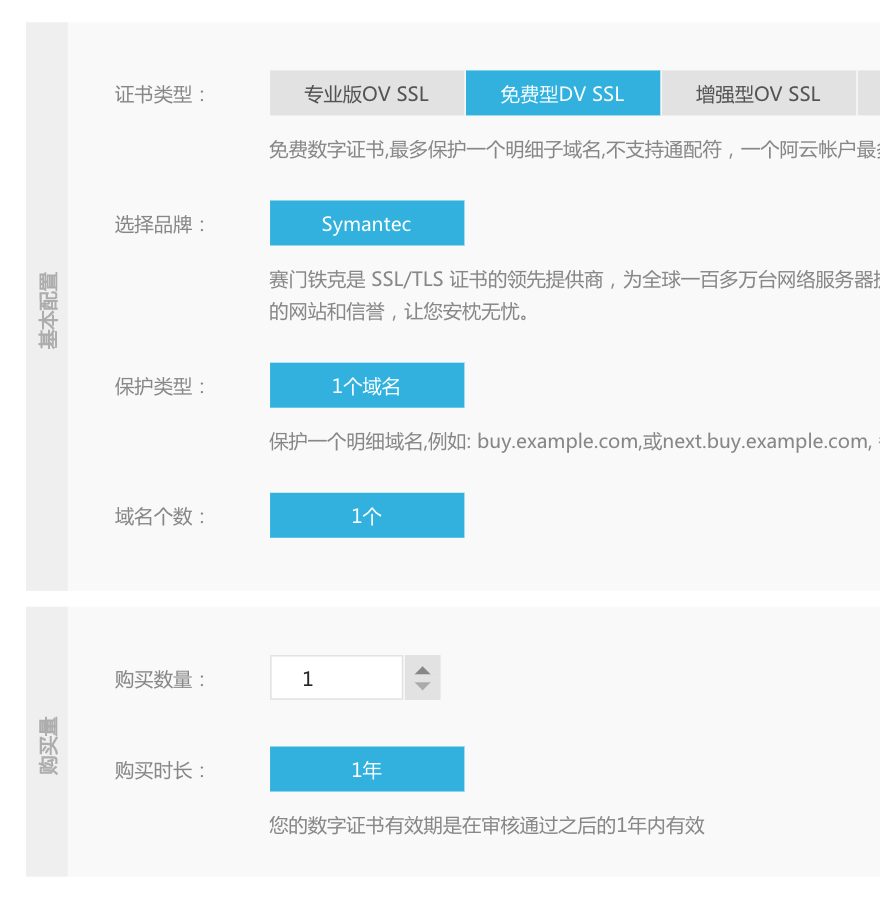 基本配置
证书类型：
专业版OV SSL
免费型DV SSL
增强型OV SSL
免费数字证书,最多保护一个明细子域名,不支持通配符，一个阿云帐户最
选择品牌：
Symantec
赛门铁克是 SSL/TLS 证书的领先提供商，为全球一百多万台网络服务器
的网站和信誉，让您安枕无忧。
保护类型：
1个域名
保护一个明细域名,例如: buy.example.com,或next.buy.example.com,
域名个数：
1个
购买量
购买数量：
1
购买时长：
1年
您的数字证书有效期是在审核通过之后的1年内有效